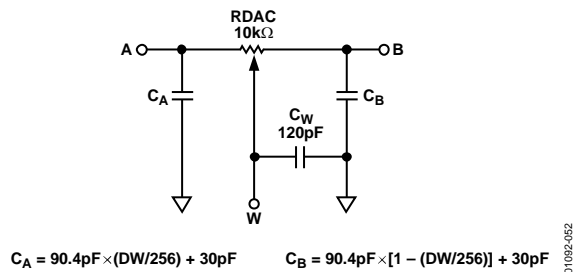 RDAC
10kΩ
A
B
CA
CB
CW
120pF
W
CA = 90.4pF×(DW/256) + 30pF
CB = 90.4pF×[1 – (DW/256)] + 30pF
01092-052